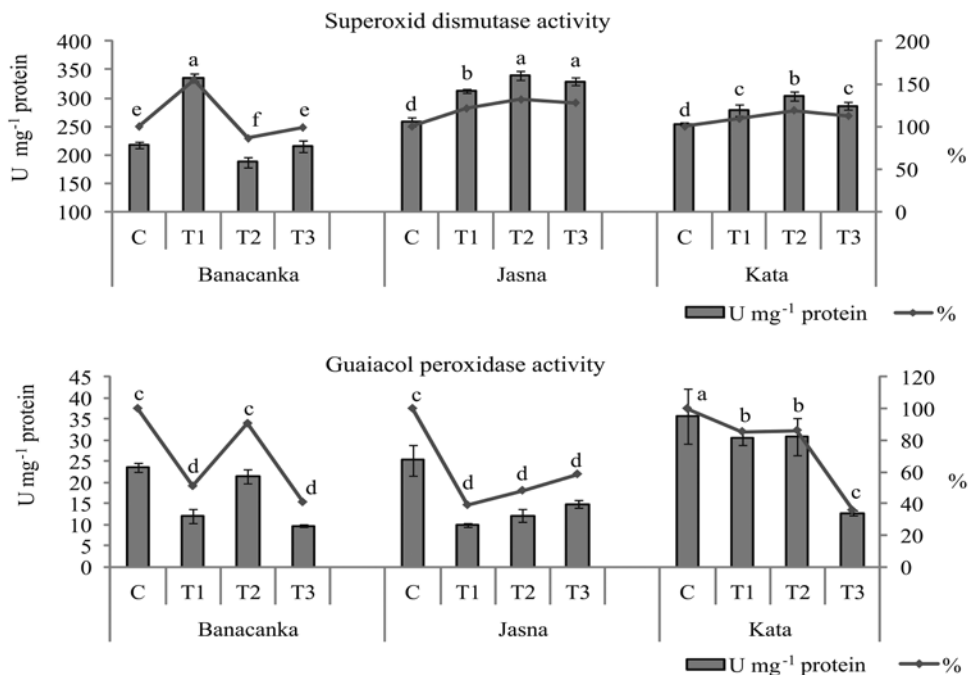 Superoxid dismutase activity
U mg-1 protein
400
350
300
250
200
150
100
e a f e
d b a a
d c b c
200
150
100
50
0
%
C T1 T2 T3 C T1 T2 T3 C T1 T2 T3
Banacanka Jasna Kata
U mg-1 protein %
Guaiacol peroxidase activity
U mg-1 protein
45
40
35
30
25
20
15
10
5
0
c d c d
c d d d
a b b c
120
100
80
60
40
20
0
%
C T1 T2 T3 C T1 T2 T3 C T1 T2 T3
Banacanka Jasna Kata
U mg-1 protein %